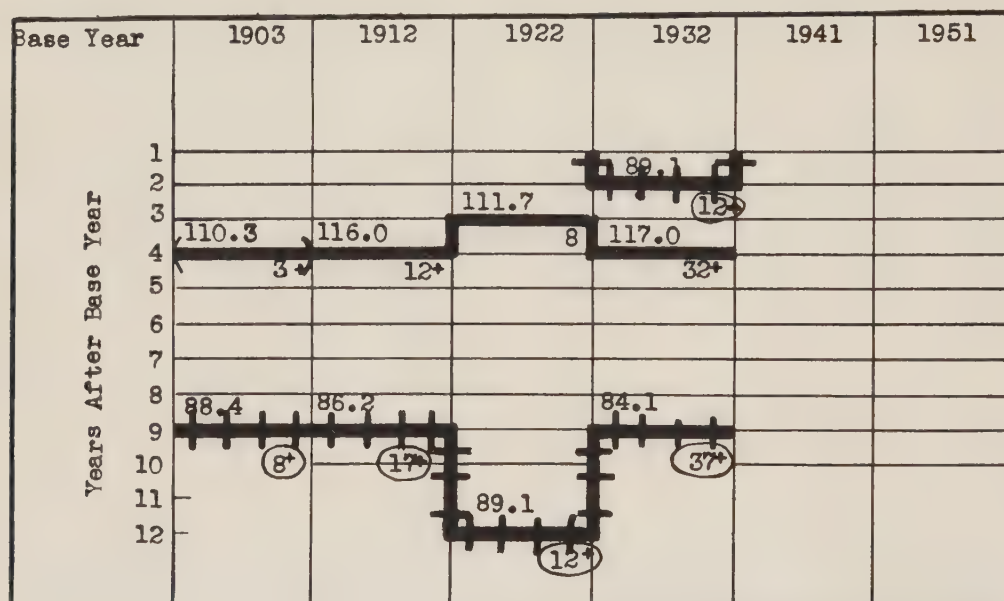 Base Year 1903 1912 1922 1932 1941 1951
Years After Base Year
1
89.1
2
12+
3 111.7
110.3 116.0 8 117.0
4
3+ 12+ 32+
5
6
7
8
88.4 86.2 84.1
9
10 8+ 17+ 37+
11
89.1
12
12+